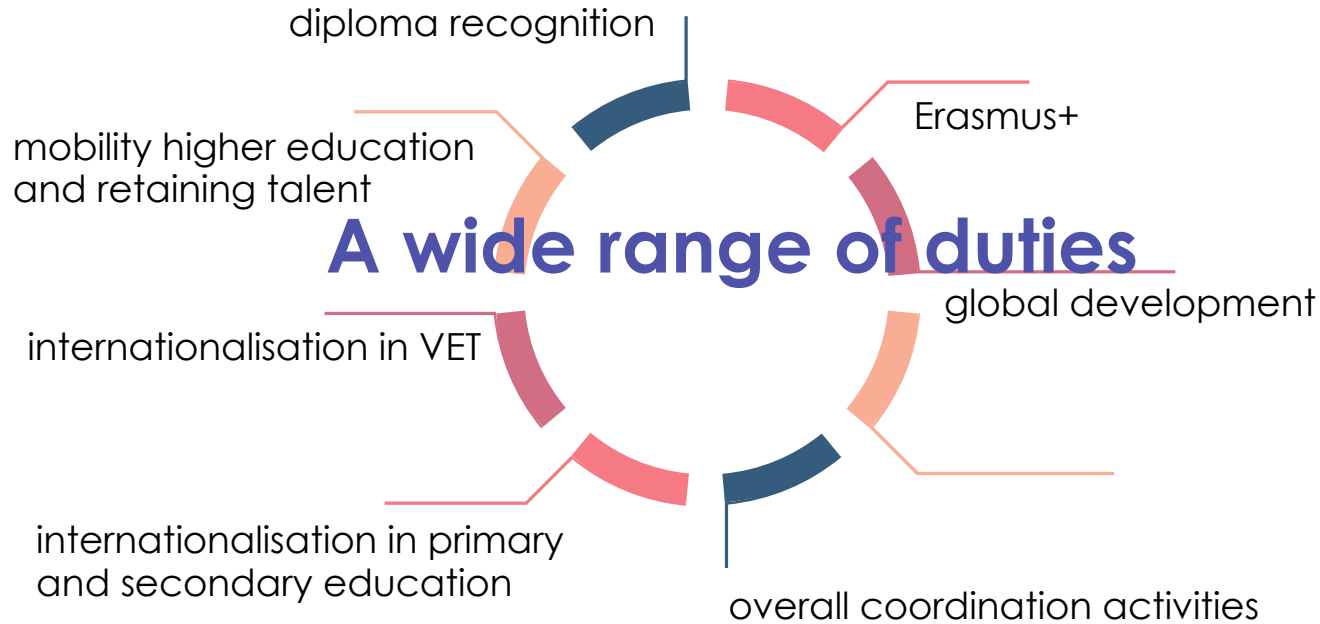 diploma recognition
Erasmus+
mobility higher education
and retaining talent
A wide range of duties
global development
internationalisation in VET
internationalisation in primary
and secondary education
overall coordination activities